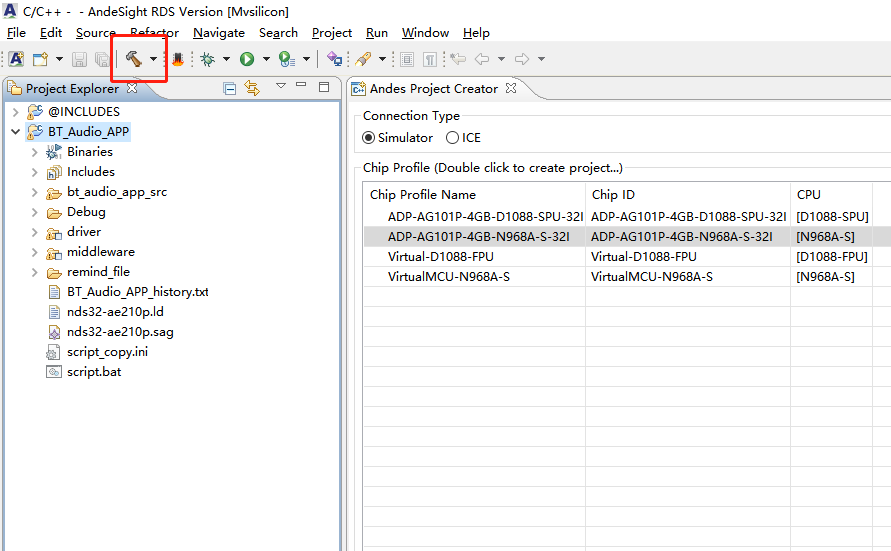 C/C++ - - AndeSight RDS Version [Mvsilicon]
File Edit Source Refactor Navigate Search Project Run Window Help
Project Explorer
@INCLUDES
BT_Audio_APP
Binaries
Includes
bt_audio_app_src
Debug
driver
middleware
remind_file
BT_Audio_APP_history.txt
nds32-ae210p.ld
nds32-ae210p.sag
script_copy.ini
script.bat
Andes Project Creator
Connection Type
Simulator ICE
Chip Profile (Double click to create project...)
Chip Profile Name Chip ID CPU
ADP-AG101P-4GB-D1088-SPU-32I ADP-AG101P-4GB-D1088-SPU-32I [D1088-SPU]
ADP-AG101P-4GB-N968A-S-32I ADP-AG101P-4GB-N968A-S-32I [N968A-S]
Virtual-D1088-FPU Virtual-D1088-FPU [D1088-FPU]
VirtualMCU-N968A-S VirtualMCU-N968A-S [N968A-S]